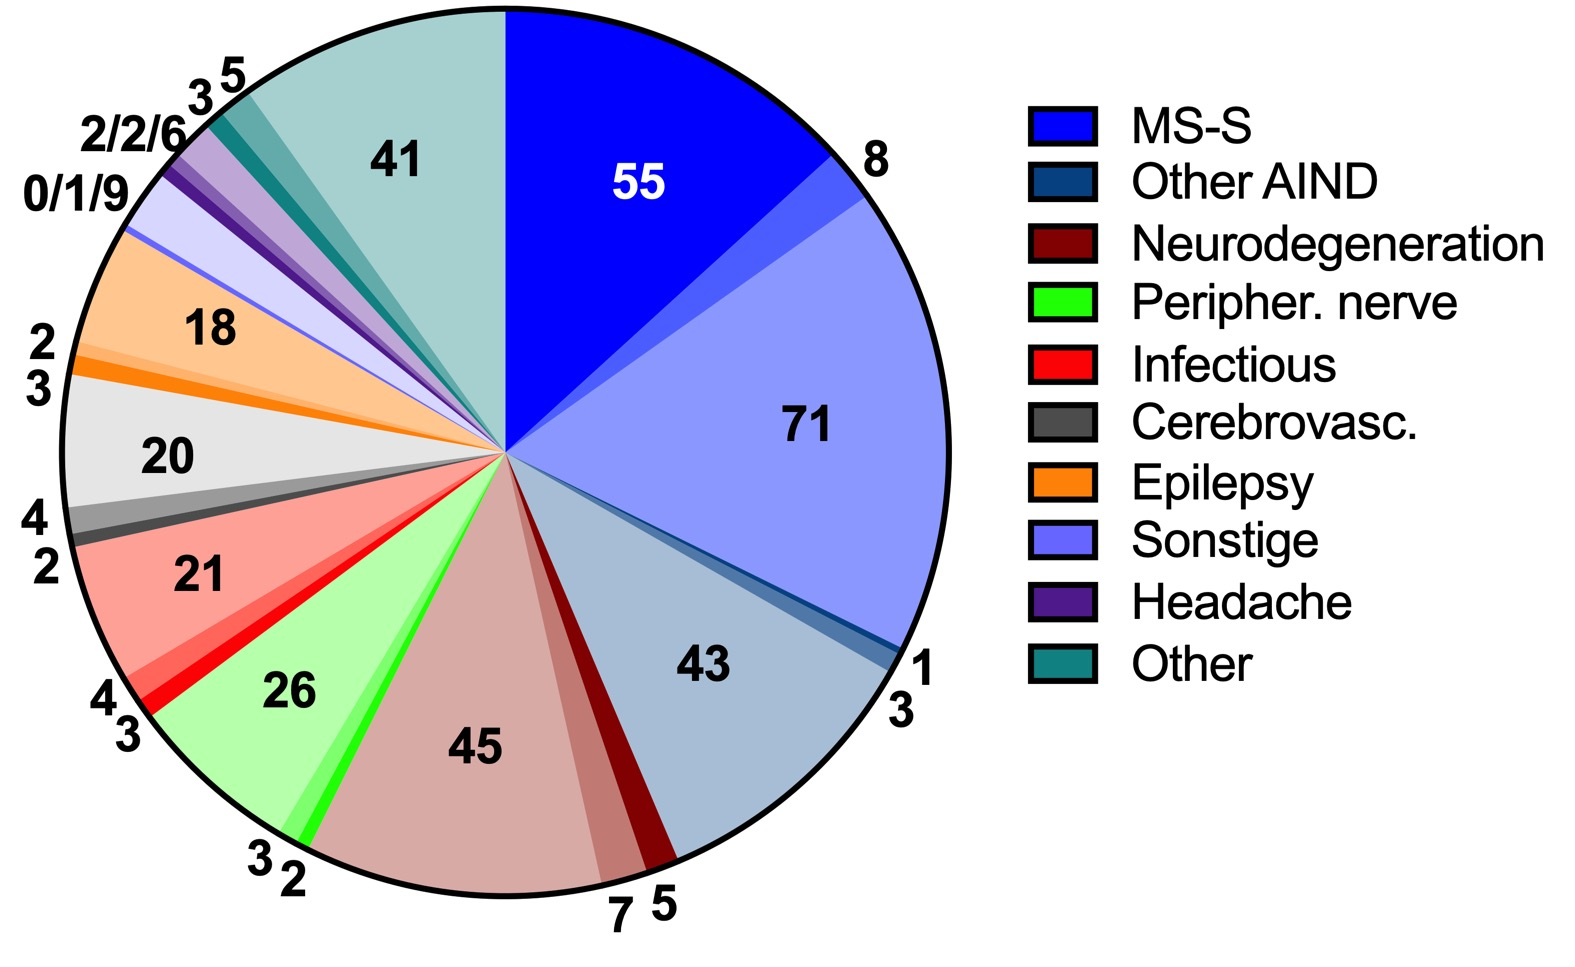 5
3
41
2/2/6
55
8
0/1/9
71
18
2
3
20
4
2
21
43
1
3
4
3
26
45
3
2
7
5
MS-S
Other AIND
Neurodegeneration
Peripher. nerve
Infectious
Cerebrovasc.
Epilepsy
Sonstige
Headache
Other